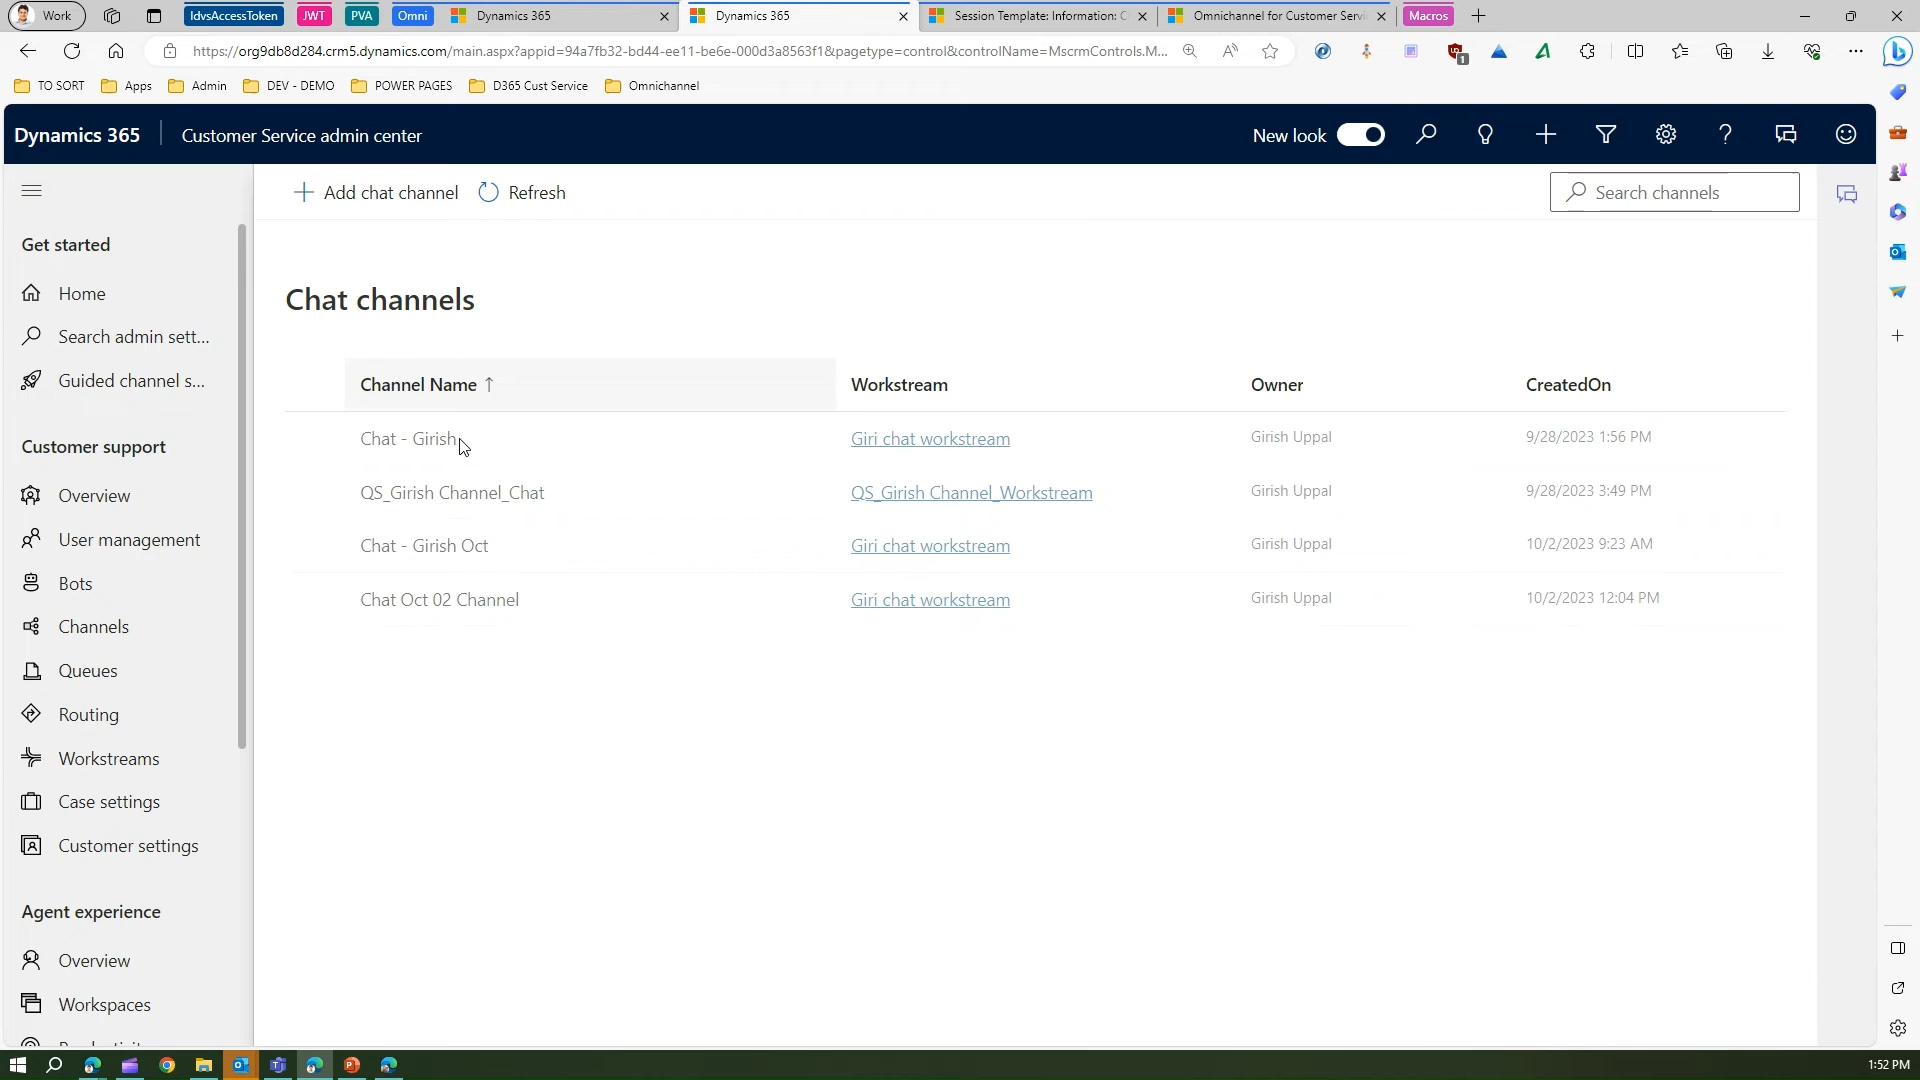 Work
IdvsAccessToken
JWT
PVA
Omni
Dynamics 365
Dynamics 365
Session Template: Information: C
Omnichannel for Customer Servi
Macros
https://org9db8d284.crm5.dynamics.com/main.aspx?appid=94a7fb32-bd44-ee11-be6e-000d3a8563f1&pagetype=control&controlName=MscrmControls.M...
1
TO SORT
Apps
Admin
DEV - DEMO
POWER PAGES
D365 Cust Service
Omnichannel
Dynamics 365
Customer Service admin center
New look
Add chat channel
Refresh
Search channels
Get started
Home
Search admin sett...
Guided channel s...
Customer support
Overview
User management
Bots
Channels
Queues
Routing
Workstreams
Case settings
Customer settings
Agent experience
Overview
Workspaces
Chat channels
Channel Name ↑ Workstream Owner CreatedOn
Chat - Girish Giri chat workstream Girish Uppal 9/28/2023 1:56 PM
QS_Girish Channel_Chat QS_Girish Channel_Workstream Girish Uppal 9/28/2023 3:49 PM
Chat - Girish Oct Giri chat workstream Girish Uppal 10/2/2023 9:23 AM
Chat Oct 02 Channel Giri chat workstream Girish Uppal 10/2/2023 12:04 PM
1:52 PM